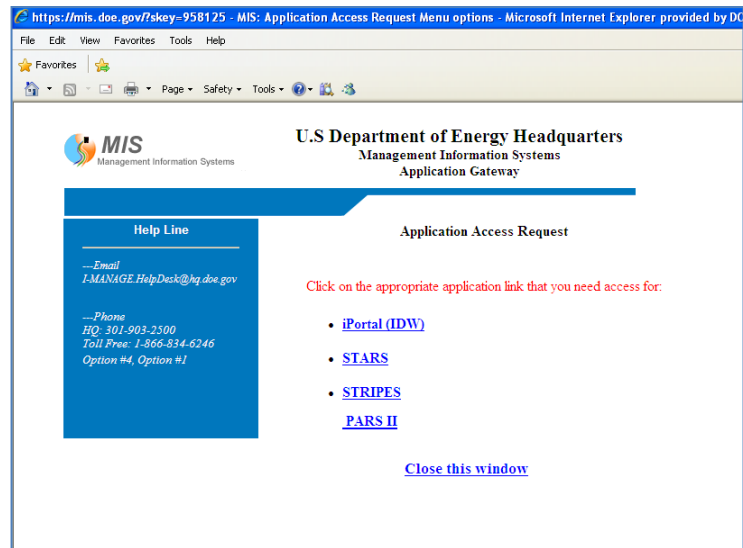 https://mis.doe.gov/?skey=958125 - MIS: Application Access Request Menu options - Microsoft Internet Explorer provided by DO
File Edit View Favorites Tools Help
Favorites
Page Safety Tools
MIS
Management Information Systems
U.S Department of Energy Headquarters
Management Information Systems
Application Gateway
Help Line
---Email
I-MANAGE.HelpDesk@hq.doe.gov
---Phone
HQ: 301-903-2500
Toll Free: 1-866-834-6246
Option #4, Option #1
Application Access Request
Click on the appropriate application link that you need access for:
• iPortal (IDW)
• STARS
• STRIPES
PARS II
Close this window